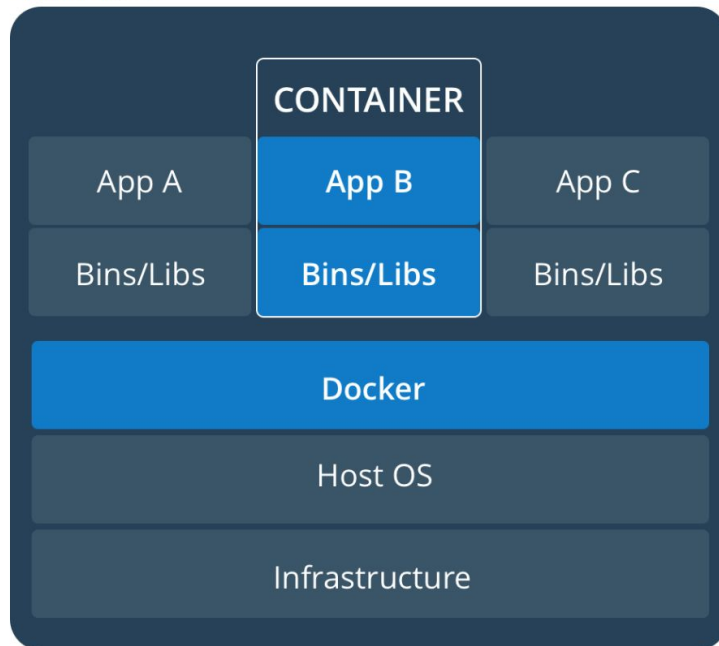 CONTAINER
App A
App B
App C
Bins/Libs
Bins/Libs
Bins/Libs
Docker
Host OS
Infrastructure